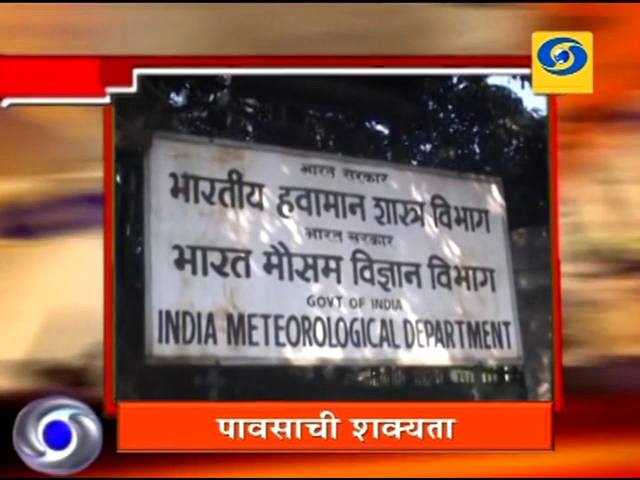 भारत सरकार
भारतीय हवामान शास्त्र विभाग
भारत सरकार
भारत मौसम विज्ञान विभाग
GOVT OF INDIA
INDIA METEOROLOGICAL DEPARTMENT
पावसाची शक्यता